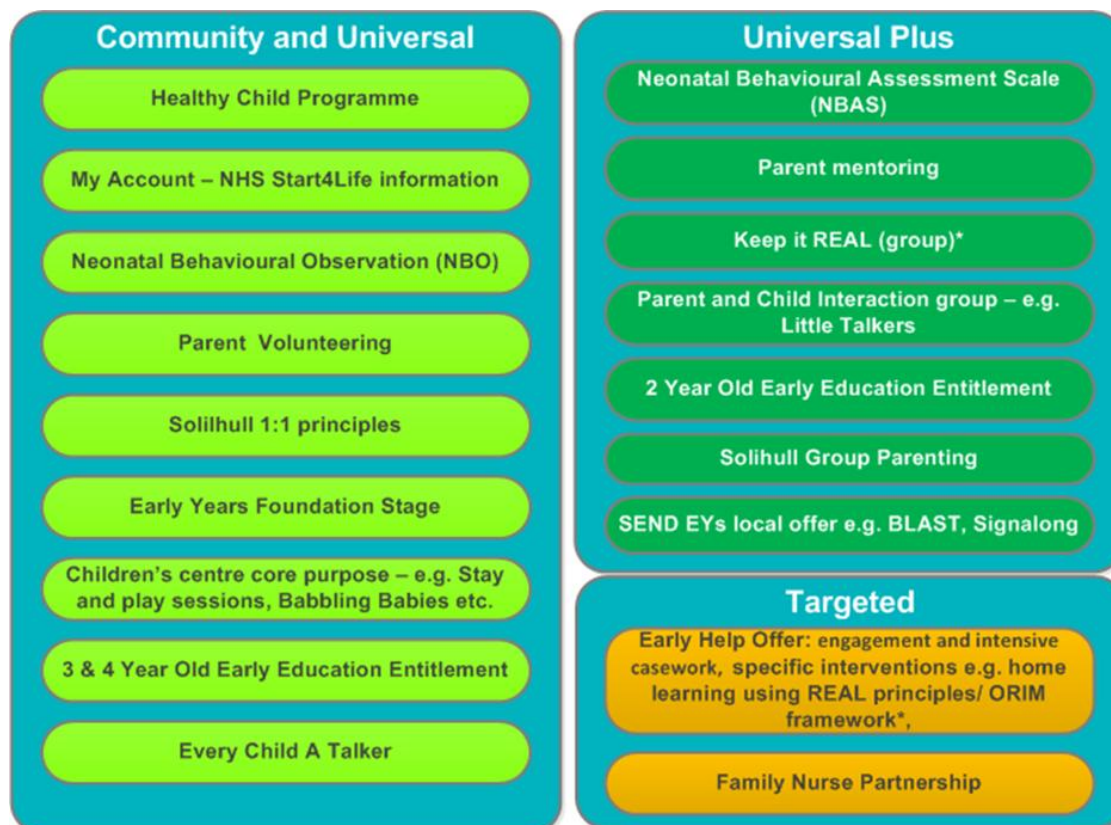 Community and Universal
Healthy Child Programme
My Account – NHS Start4Life information
Neonatal Behavioural Observation (NBO)
Parent Volunteering
Solilhull 1:1 principles
Early Years Foundation Stage
Children's centre core purpose – e.g. Stay
and play sessions, Babbling Babies etc.
3 & 4 Year Old Early Education Entitlement
Every Child A Talker
Universal Plus
Neonatal Behavioural Assessment Scale
(NBAS)
Parent mentoring
Keep it REAL (group)*
Parent and Child Interaction group – e.g.
Little Talkers
2 Year Old Early Education Entitlement
Solihull Group Parenting
SEND EYs local offer e.g. BLAST, Signalong
Targeted
Early Help Offer: engagement and intensive
casework, specific interventions e.g. home
learning using REAL principles/ ORIM
framework*,
Family Nurse Partnership